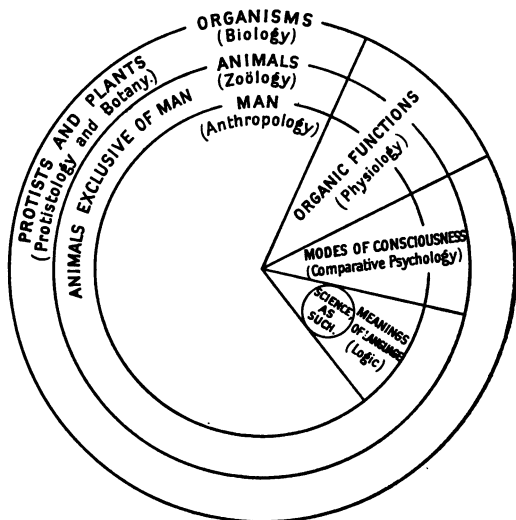 ORGANISMS
(Biology)
ANIMALS
(Zoölogy)
MAN
(Anthropology)
PROTISTS AND PLANTS
(Protistology and Botany.)
ANIMALS EXCLUSIVE OF MAN
ORGANIC FUNCTIONS
(Physiology)
MODES OF CONSCIOUSNESS
(Comparative Psychology)
SCIENCE,
AS
SUCH.
MEANINGS
OF LANGUAGE
(Logic)